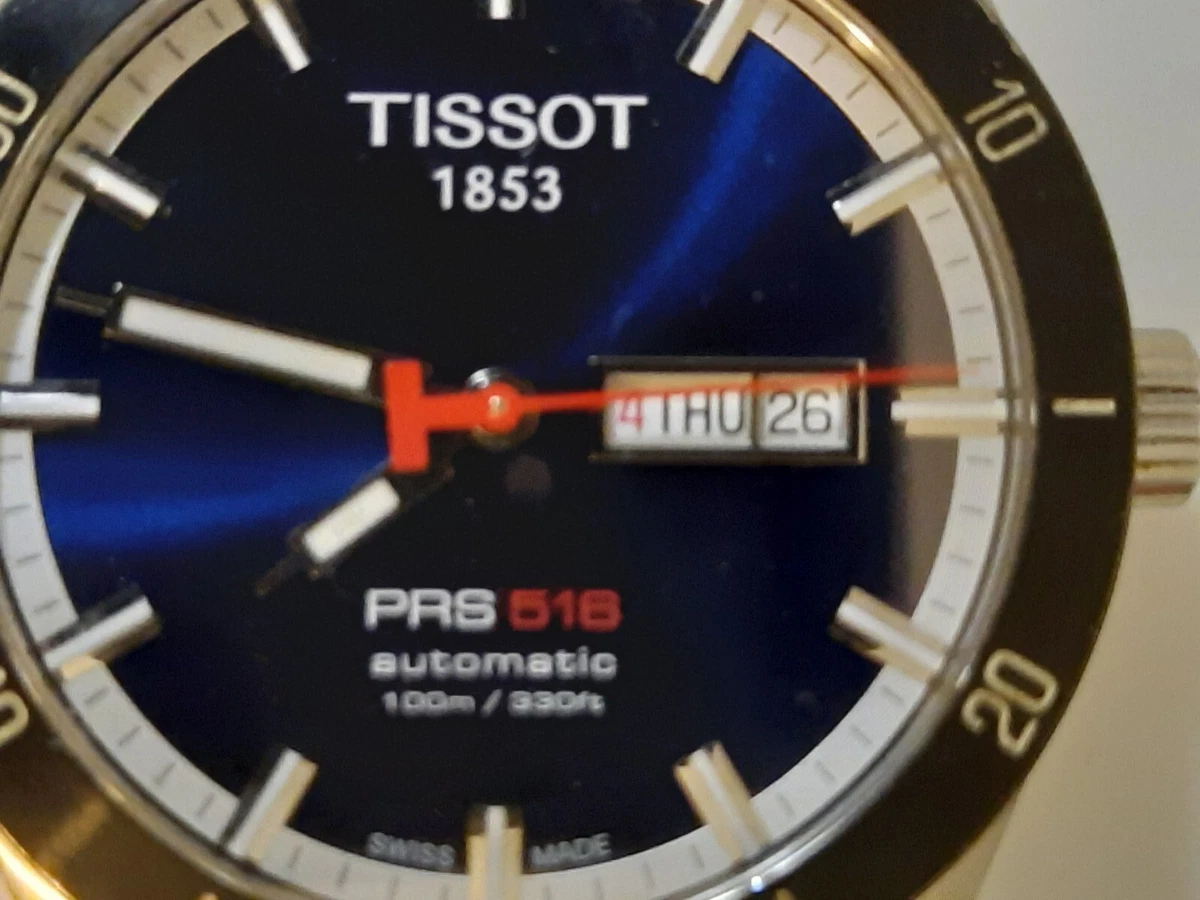 TISSOT
1853
10
THU 26
PRS 516
automatic
100m / 330ft
20
SWISS MADE